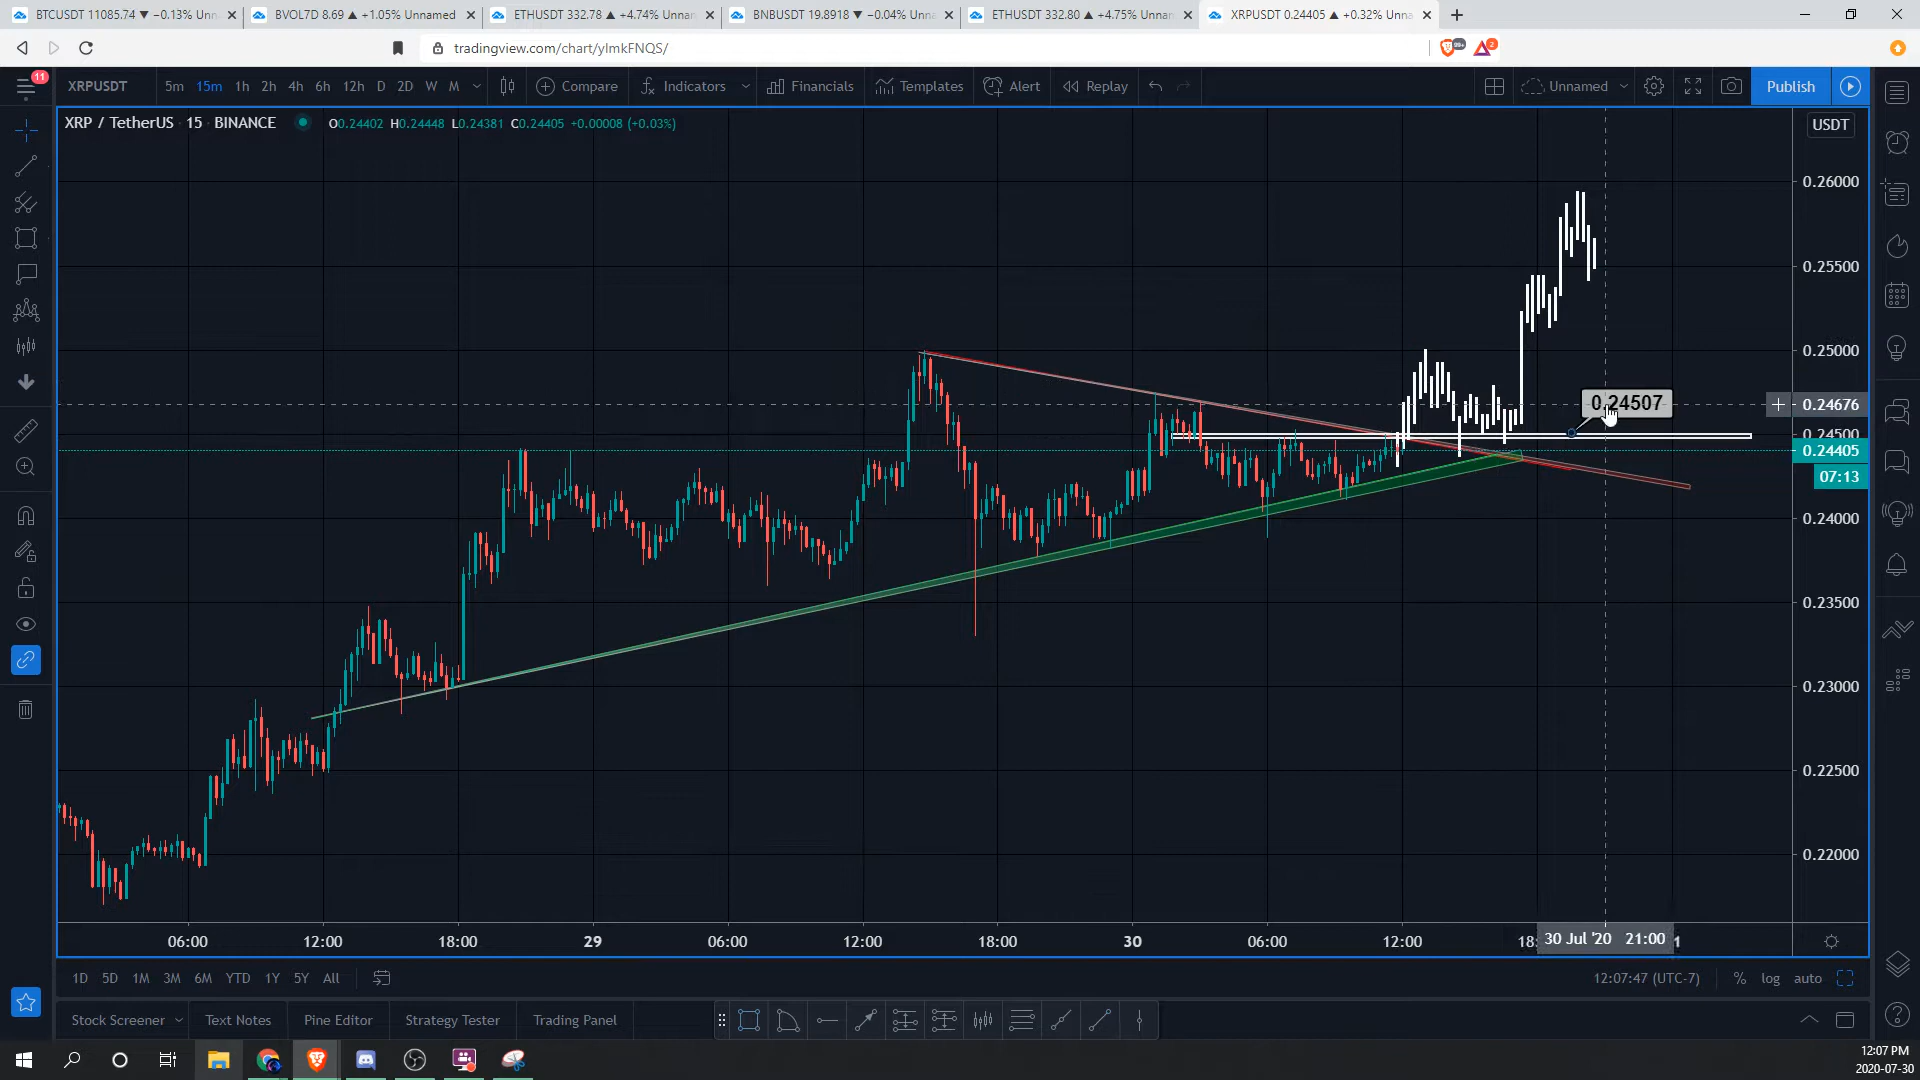 BTCUSDT 11085.74 ▼ −0.13% Unn
BVOL7D 8.69 ▲ +1.05% Unnamed
ETHUSDT 332.78 ▲ +4.74% Unna
BNBUSDT 19.8918 ▼ −0.04% Unn
ETHUSDT 332.80 ▲ +4.75% Unnam
XRPUSDT 0.24405 ▲ +0.32% Unna
tradingview.com/chart/yImkFNQS/
99+
2
11
XRPUSDT
5m 15m 1h 2h 4h 6h 12h D 2D W M
Compare
Indicators
Financials
Templates
Alert
Replay
Unnamed
Publish
XRP / TetherUS 15 BINANCE
O0.24402 H0.24448 L0.24381 C0.24405 +0.00008 (+0.03%)
USDT
0.26000
0.25500
0.25000
0.24507
0.24676
0.24500
0.24405
07:13
0.24000
0.23500
0.23000
0.22500
0.22000
06:00 12:00 18:00 29 06:00 12:00 18:00 30 06:00 12:00 18: 30 Jul '20 21:00 1
1D 5D 1M 3M 6M YTD 1Y 5Y All
12:07:47 (UTC-7) % log auto
Stock Screener Text Notes Pine Editor Strategy Tester Trading Panel
12:07 PM
2020-07-30